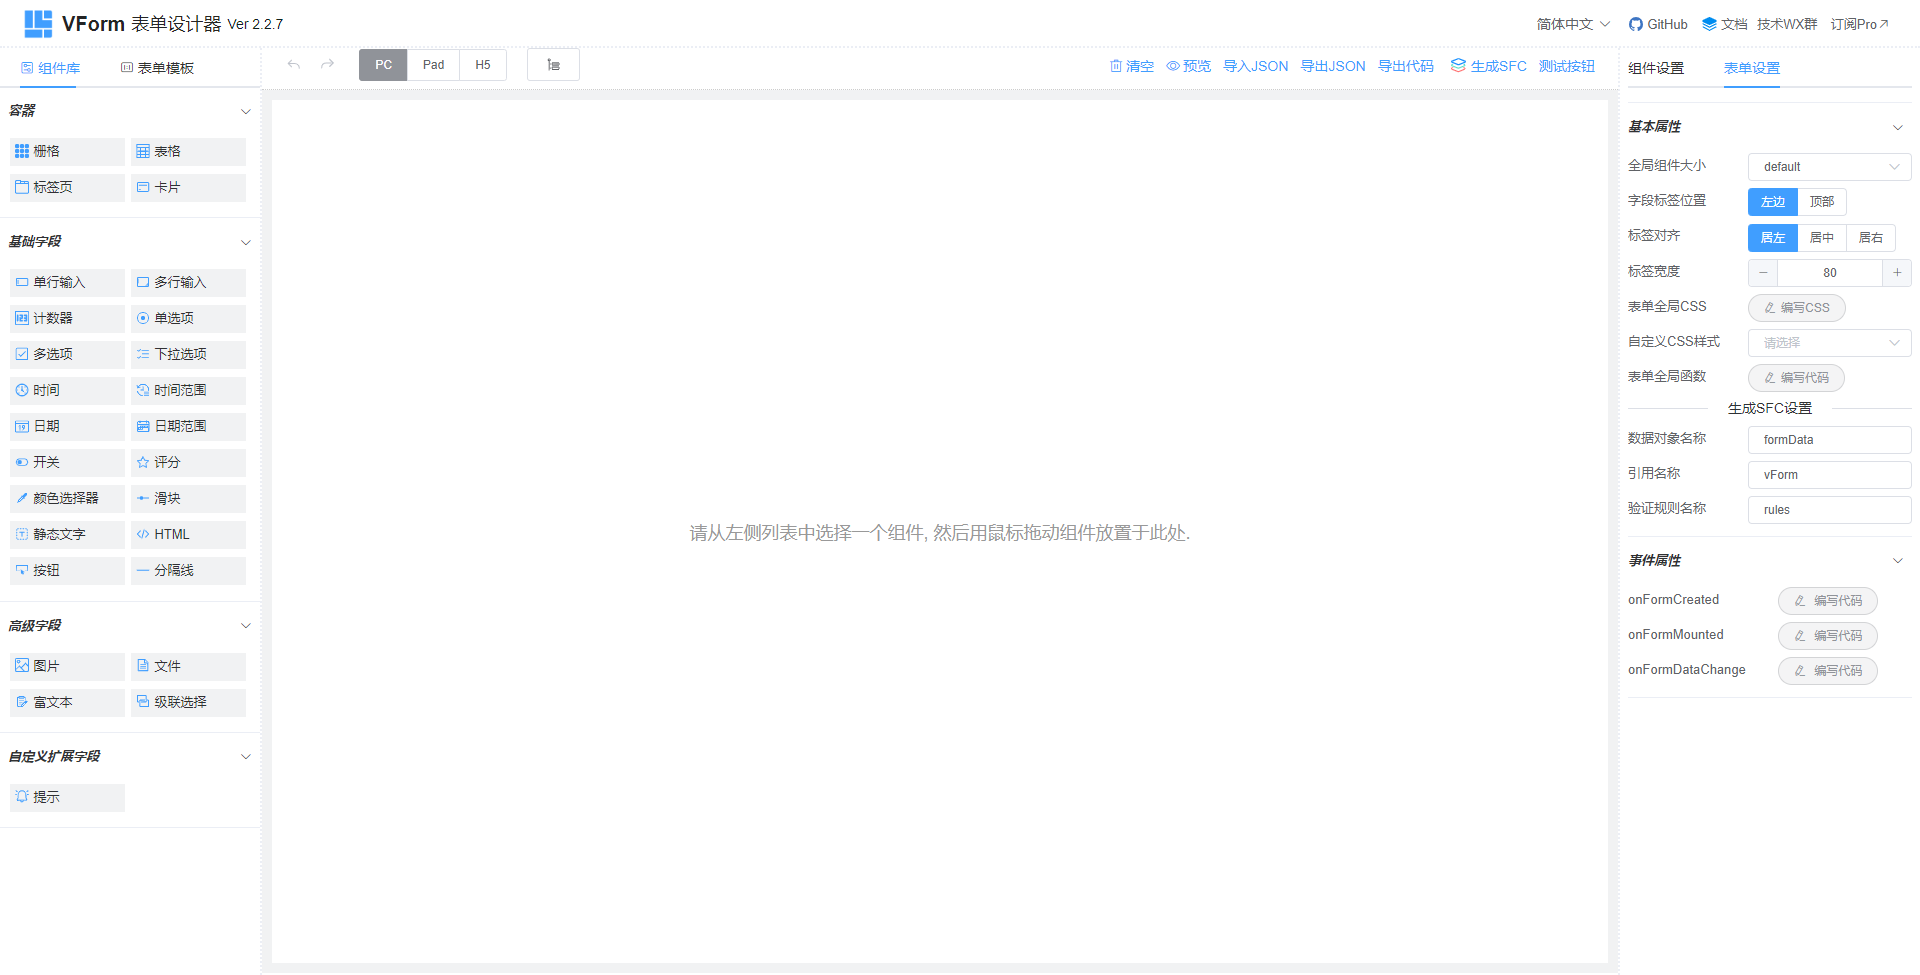 VForm 表单设计器 Ver 2.2.7
简体中文 GitHub 文档 技术WX群 订阅Pro
组件库 表单模板
容器
栅格 表格
标签页 卡片
基础字段
单行输入 多行输入
计数器 单选项
多选项 下拉选项
时间 时间范围
日期 日期范围
开关 评分
颜色选择器 滑块
静态文字 HTML
按钮 分隔线
高级字段
图片 文件
富文本 级联选择
自定义扩展字段
提示
PC Pad H5
清空 预览 导入JSON 导出JSON 导出代码 生成SFC 测试按钮
请从左侧列表中选择一个组件, 然后用鼠标拖动组件放置于此处.
组件设置 表单设置
基本属性
全局组件大小 default
字段标签位置 左边 顶部
标签对齐 居左 居中 居右
标签宽度 80
表单全局CSS 编写CSS
自定义CSS样式 请选择
表单全局函数 编写代码
生成SFC设置
数据对象名称 formData
引用名称 vForm
验证规则名称 rules
事件属性
onFormCreated 编写代码
onFormMounted 编写代码
onFormDataChange 编写代码